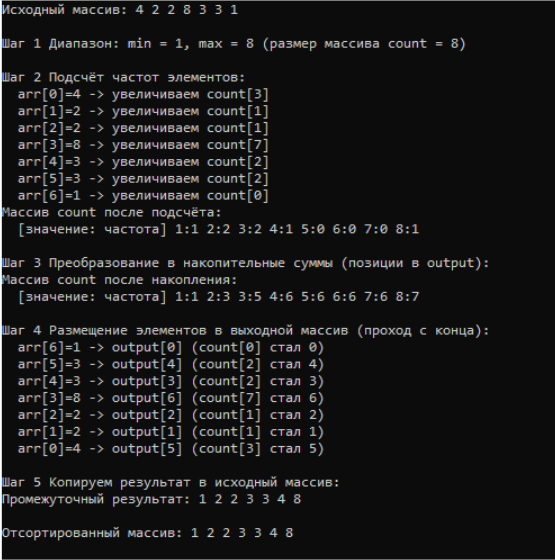 Исходный массив: 4 2 2 8 3 3 1
Шаг 1 Диапазон: min = 1, max = 8 (размер массива count = 8)
Шаг 2 Подсчёт частот элементов:
arr[0]=4 -> увеличиваем count[3]
arr[1]=2 -> увеличиваем count[1]
arr[2]=2 -> увеличиваем count[1]
arr[3]=8 -> увеличиваем count[7]
arr[4]=3 -> увеличиваем count[2]
arr[5]=3 -> увеличиваем count[2]
arr[6]=1 -> увеличиваем count[0]
Массив count после подсчёта:
[значение: частота] 1:1 2:2 3:2 4:1 5:0 6:0 7:0 8:1
Шаг 3 Преобразование в накопительные суммы (позиции в output):
Массив count после накопления:
[значение: частота] 1:1 2:3 3:5 4:6 5:6 6:6 7:6 8:7
Шаг 4 Размещение элементов в выходной массив (проход с конца):
arr[6]=1 -> output[0] (count[0] стал 0)
arr[5]=3 -> output[4] (count[2] стал 4)
arr[4]=3 -> output[3] (count[2] стал 3)
arr[3]=8 -> output[6] (count[7] стал 6)
arr[2]=2 -> output[2] (count[1] стал 2)
arr[1]=2 -> output[1] (count[1] стал 1)
arr[0]=4 -> output[5] (count[3] стал 5)
Шаг 5 Копируем результат в исходный массив:
Промежуточный результат: 1 2 2 3 3 4 8
Отсортированный массив: 1 2 2 3 3 4 8